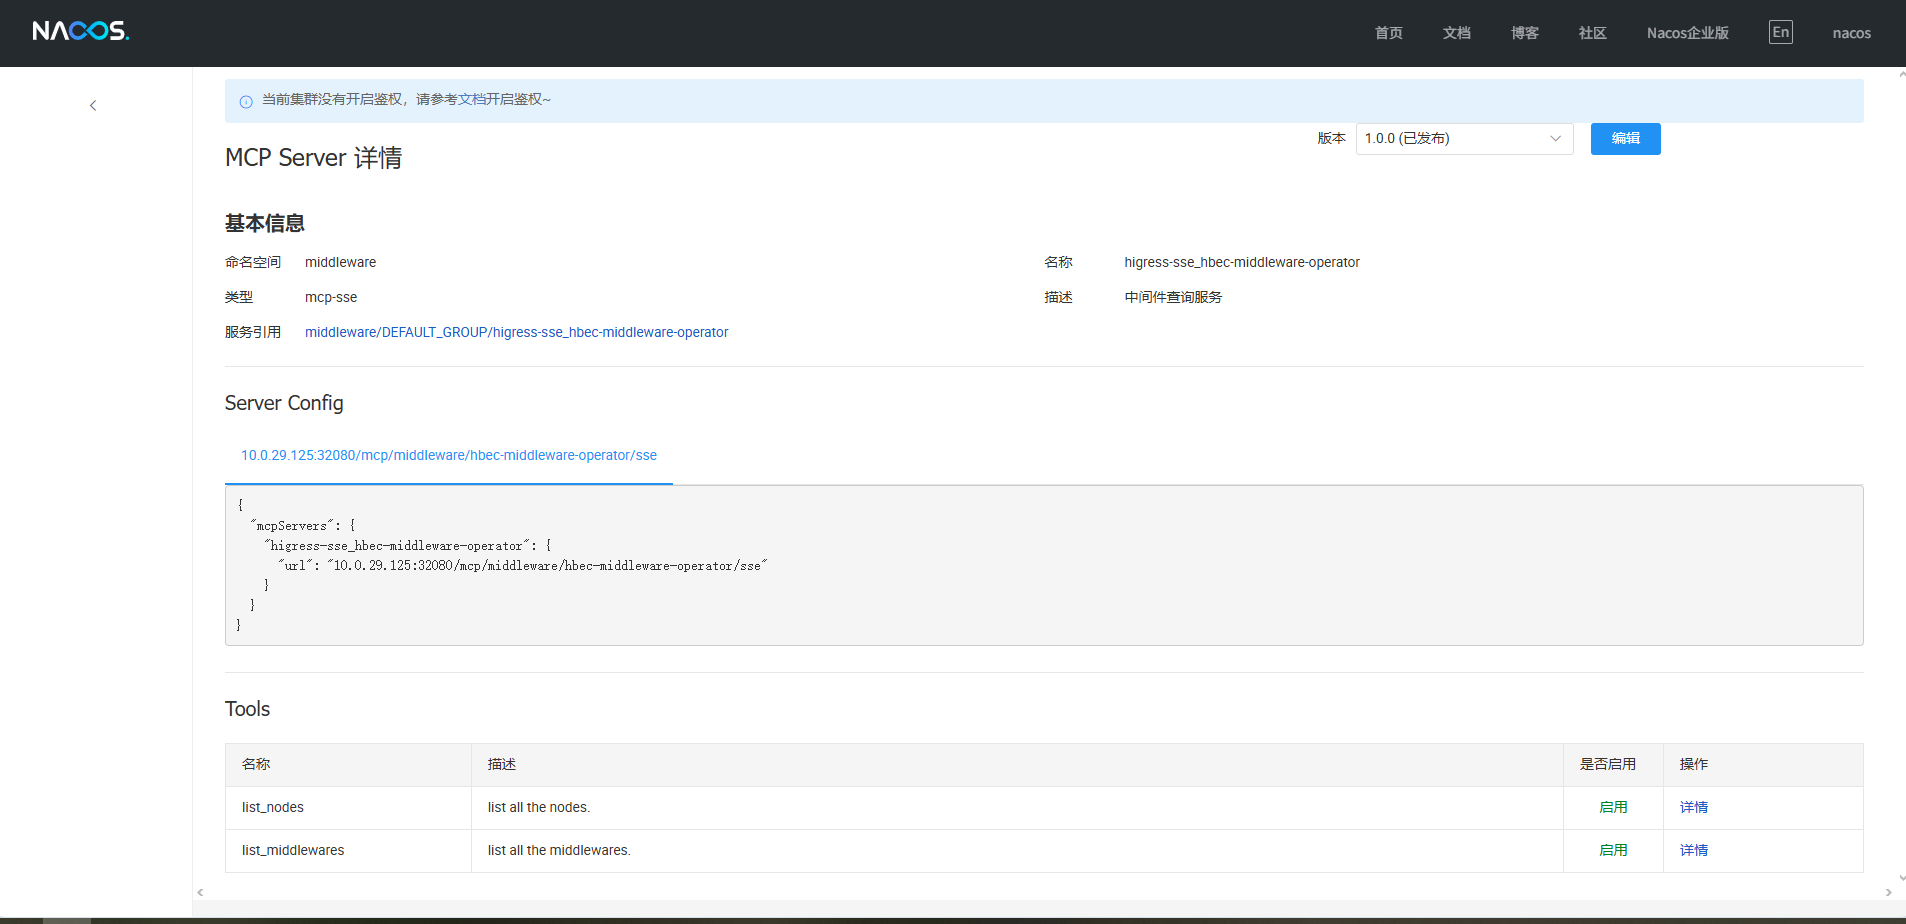 NACOS.
首页 文档 博客 社区 Nacos企业版 En nacos
当前集群没有开启鉴权，请参考文档开启鉴权~
版本 1.0.0 (已发布) 编辑
MCP Server 详情
基本信息
命名空间 middleware 名称 higress-sse_hbec-middleware-operator
类型 mcp-sse 描述 中间件查询服务
服务引用 middleware/DEFAULT_GROUP/higress-sse_hbec-middleware-operator
Server Config
10.0.29.125:32080/mcp/middleware/hbec-middleware-operator/sse
{
"mcpServers": {
"higress-sse_hbec-middleware-operator": {
"url": "10.0.29.125:32080/mcp/middleware/hbec-middleware-operator/sse"
}
}
}
Tools
名称 描述 是否启用 操作
list_nodes list all the nodes. 启用 详情
list_middlewares list all the middlewares. 启用 详情